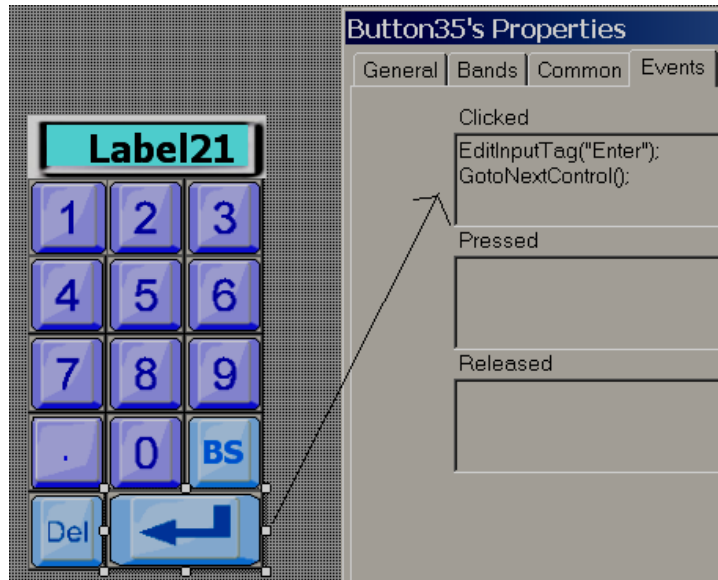 Button35's Properties
General Bands Common Events
Clicked
EditInputTag("Enter");
GotoNextControl();
Pressed
Released
Label21
1 2 3
4 5 6
7 8 9
. 0 BS
Del